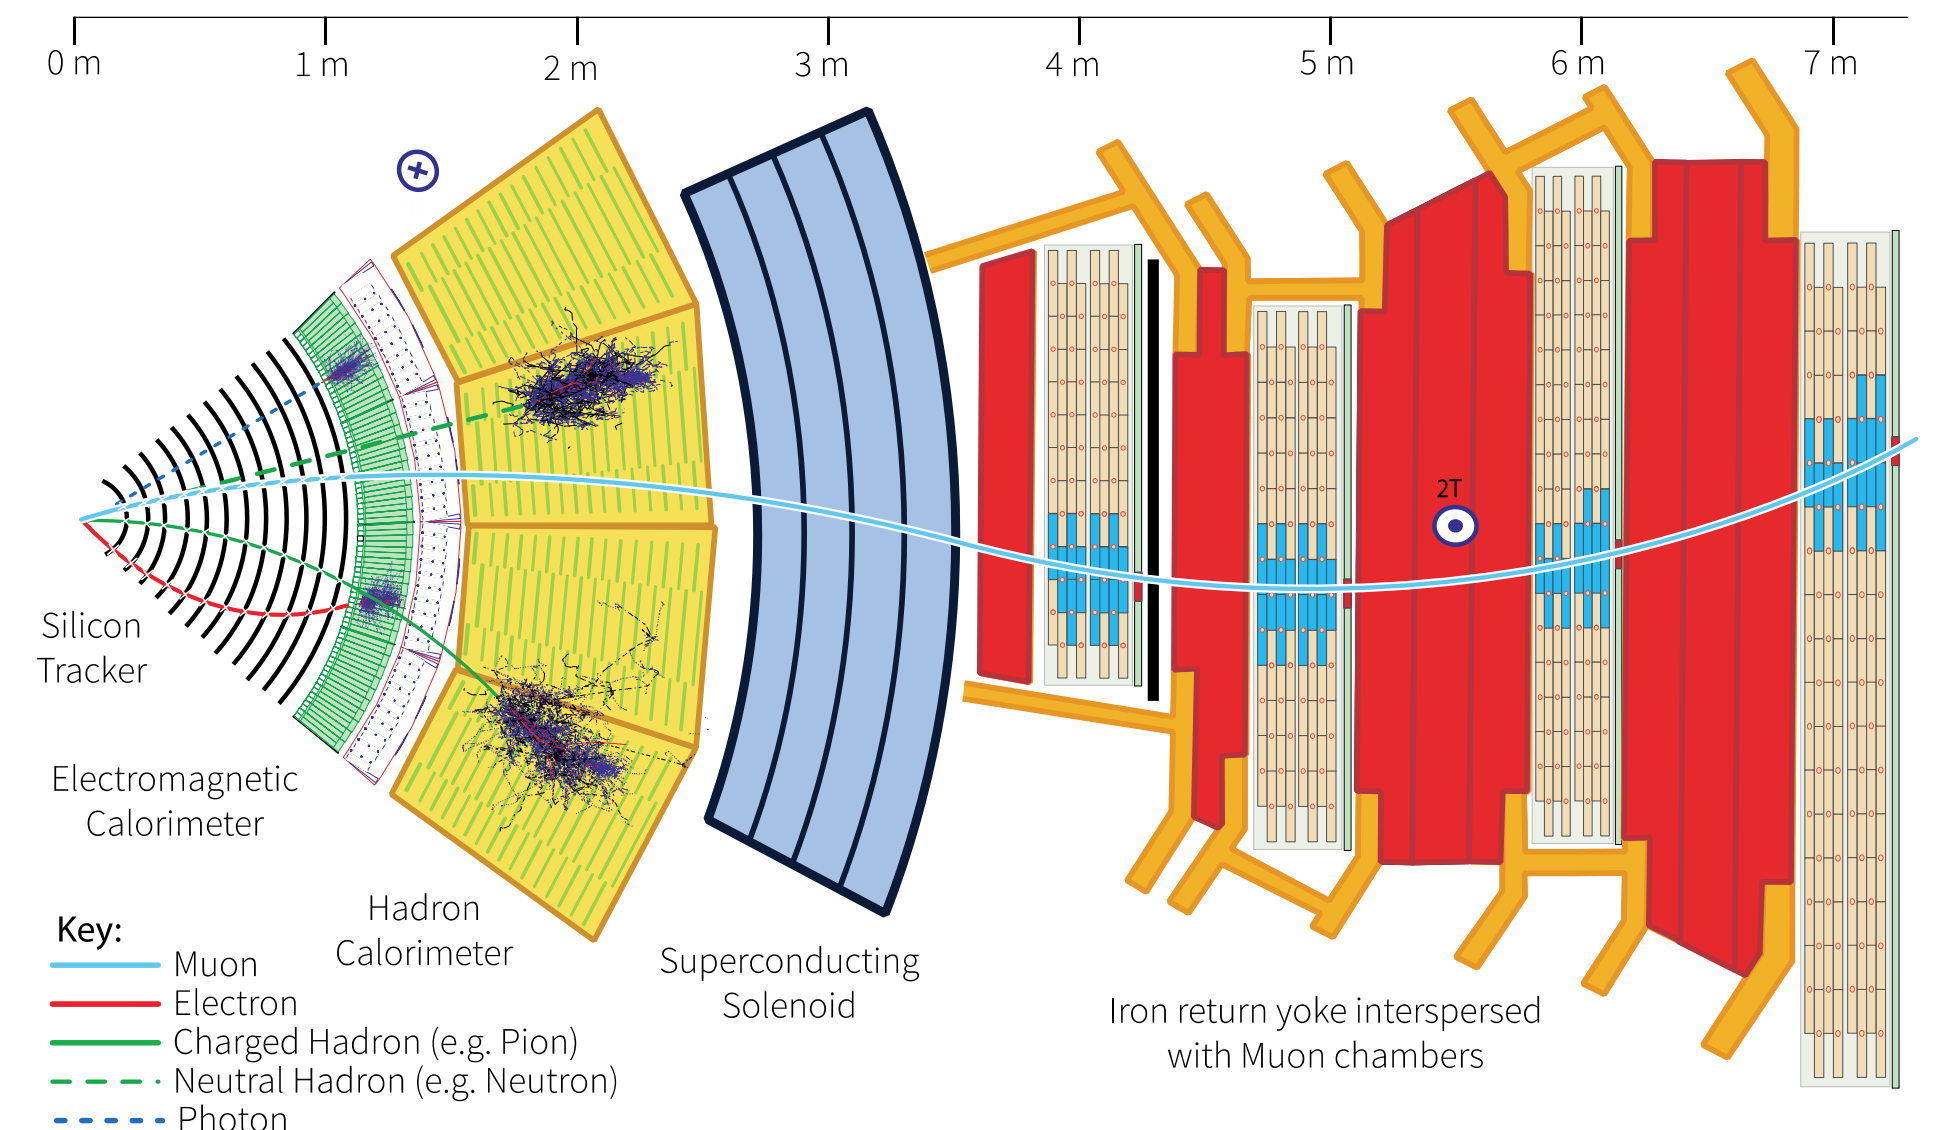 0 m
1 m
2 m
3 m
4 m
5 m
6 m
7 m
2T
Silicon
Tracker
Electromagnetic
Calorimeter
Hadron
Calorimeter
Superconducting
Solenoid
Iron return yoke interspersed
with Muon chambers
Key:
Muon
Electron
Charged Hadron (e.g. Pion)
Neutral Hadron (e.g. Neutron)
Photon